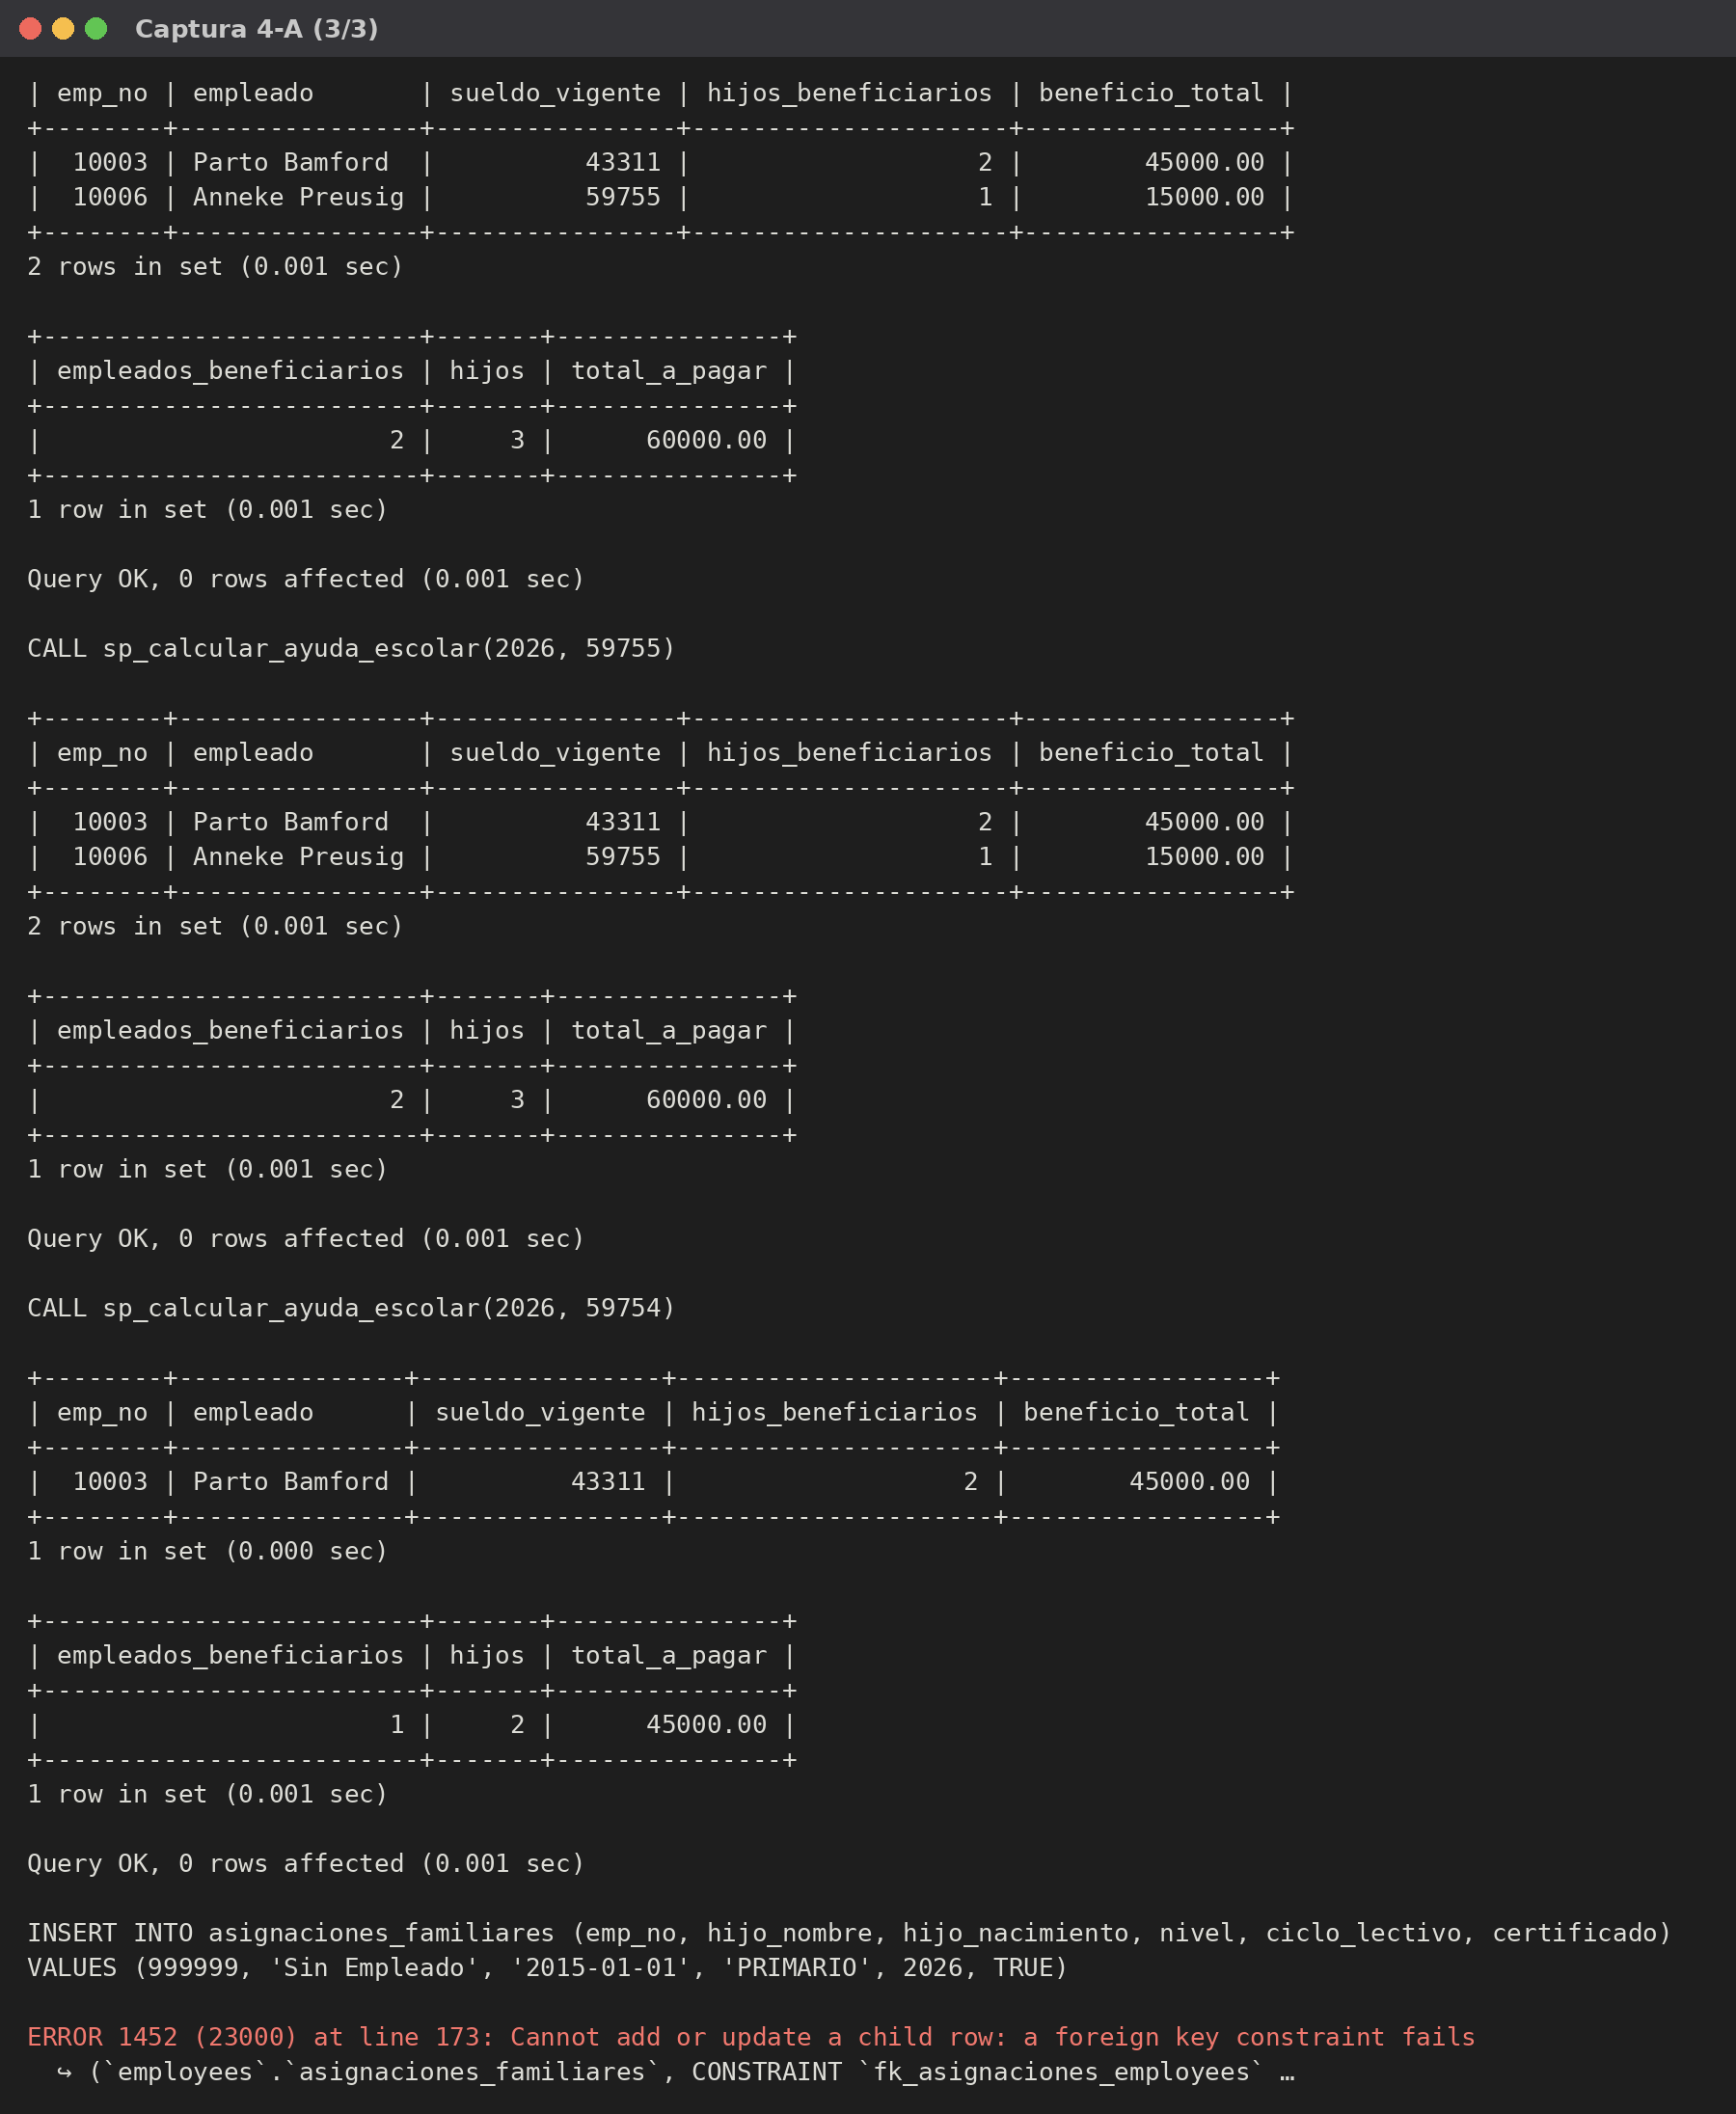 Captura 4-A (3/3)
| emp_no | empleado       | sueldo_vigente | hijos_beneficiarios | beneficio_total |
+--------+----------------+----------------+---------------------+-----------------+
|  10003 | Parto Bamford  |          43311 |                   2 |        45000.00 |
|  10006 | Anneke Preusig |          59755 |                   1 |        15000.00 |
+--------+----------------+----------------+---------------------+-----------------+
2 rows in set (0.001 sec)

+-------------------------+-------+---------------+
| empleados_beneficiarios | hijos | total_a_pagar |
+-------------------------+-------+---------------+
|                       2 |     3 |      60000.00 |
+-------------------------+-------+---------------+
1 row in set (0.001 sec)

Query OK, 0 rows affected (0.001 sec)

CALL sp_calcular_ayuda_escolar(2026, 59755)

+--------+----------------+----------------+---------------------+-----------------+
| emp_no | empleado       | sueldo_vigente | hijos_beneficiarios | beneficio_total |
+--------+----------------+----------------+---------------------+-----------------+
|  10003 | Parto Bamford  |          43311 |                   2 |        45000.00 |
|  10006 | Anneke Preusig |          59755 |                   1 |        15000.00 |
+--------+----------------+----------------+---------------------+-----------------+
2 rows in set (0.001 sec)

+-------------------------+-------+---------------+
| empleados_beneficiarios | hijos | total_a_pagar |
+-------------------------+-------+---------------+
|                       2 |     3 |      60000.00 |
+-------------------------+-------+---------------+
1 row in set (0.001 sec)

Query OK, 0 rows affected (0.001 sec)

CALL sp_calcular_ayuda_escolar(2026, 59754)

+--------+---------------+----------------+---------------------+-----------------+
| emp_no | empleado      | sueldo_vigente | hijos_beneficiarios | beneficio_total |
+--------+---------------+----------------+---------------------+-----------------+
|  10003 | Parto Bamford |          43311 |                   2 |        45000.00 |
+--------+---------------+----------------+---------------------+-----------------+
1 row in set (0.000 sec)

+-------------------------+-------+---------------+
| empleados_beneficiarios | hijos | total_a_pagar |
+-------------------------+-------+---------------+
|                       1 |     2 |      45000.00 |
+-------------------------+-------+---------------+
1 row in set (0.001 sec)

Query OK, 0 rows affected (0.001 sec)

INSERT INTO asignaciones_familiares (emp_no, hijo_nombre, hijo_nacimiento, nivel, ciclo_lectivo, certificado)
VALUES (999999, 'Sin Empleado', '2015-01-01', 'PRIMARIO', 2026, TRUE)

ERROR 1452 (23000) at line 173: Cannot add or update a child row: a foreign key constraint fails
  ↪ (`employees`.`asignaciones_familiares`, CONSTRAINT `fk_asignaciones_employees` …